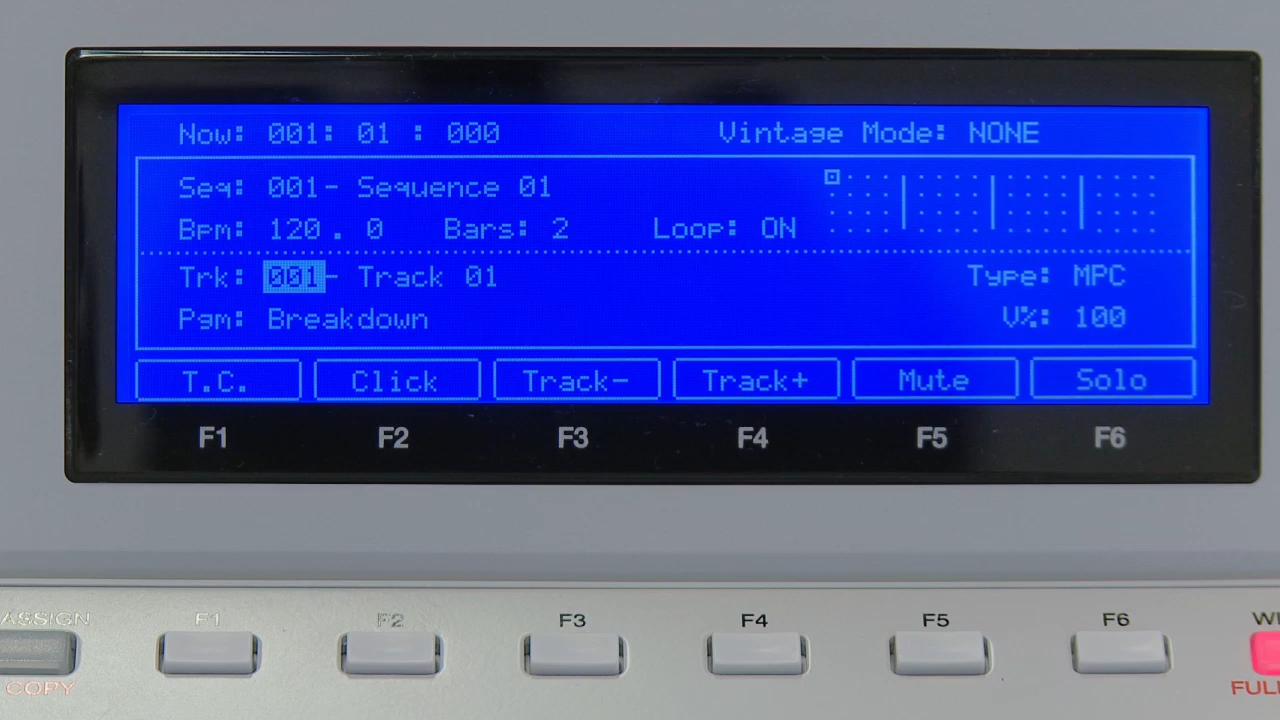 Now: 001: 01 : 000 Vintage Mode: NONE
Seq: 001- Sequence 01
Bpm: 120 . 0 Bars: 2 Loop: ON
Trk: 001- Track 01 Type: MPC
Pgm: Breakdown V%: 100
T.C. Click Track- Track+ Mute Solo
F1 F2 F3 F4 F5 F6
ASSIGN F1 F2 F3 F4 F5 F6
COPY FULL